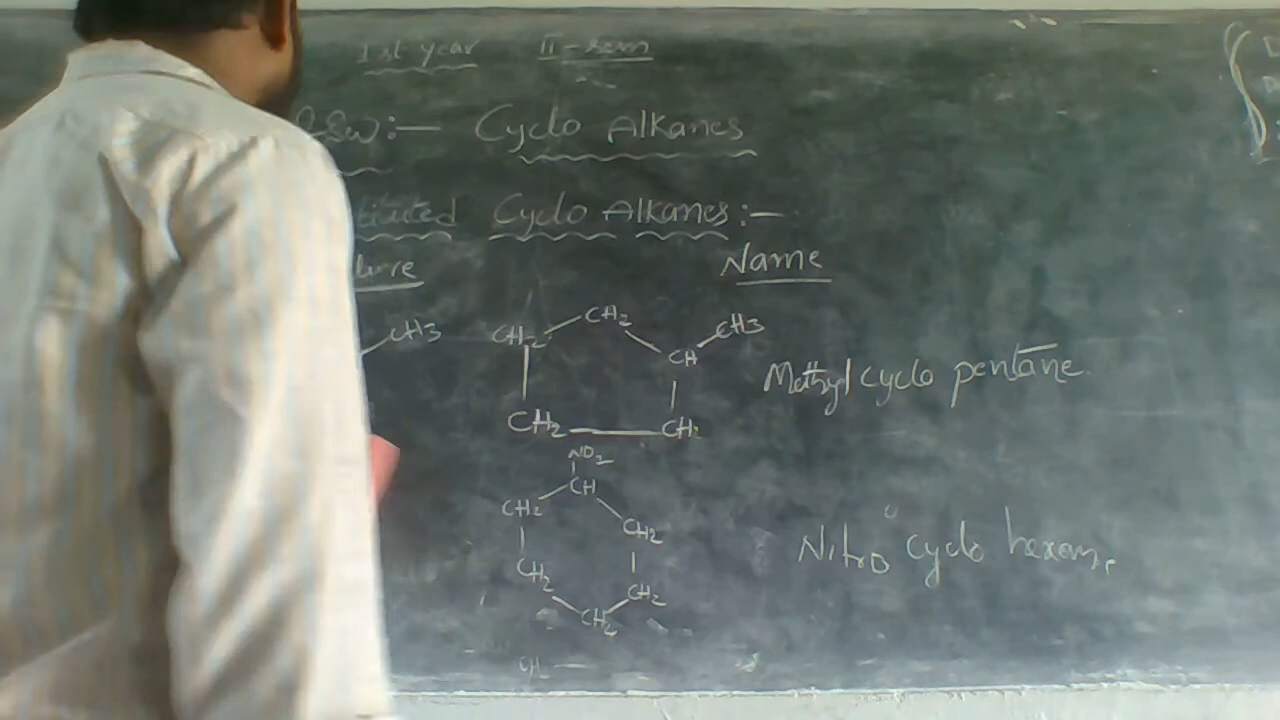 1st year II-sem
Cyclo Alkanes
tituted Cyclo Alkanes:-
Name
CH3 CH2 CH2 CH3
CH
Methyl cyclo pentane
CH2 CH2
NO2
CH
CH2
CH2
Nitro cyclo hexane
CH2
CH2
CH2
CH